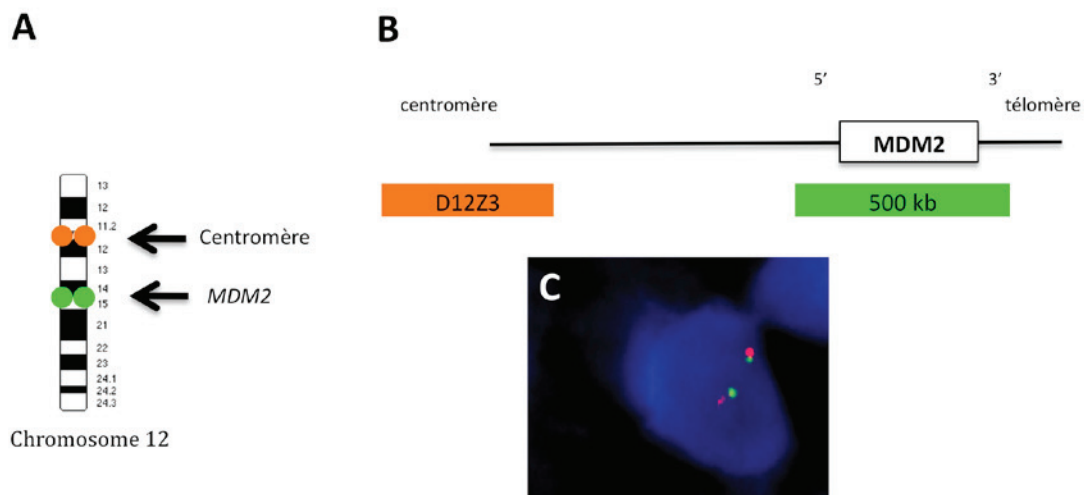 A
13
12
11.2
12
13
14
15
21
22
23
24.1
24.2
24.3
Centromère
MDM2
Chromosome 12
B
5' 3'
centromère télomère
MDM2
D12Z3 500 kb
C